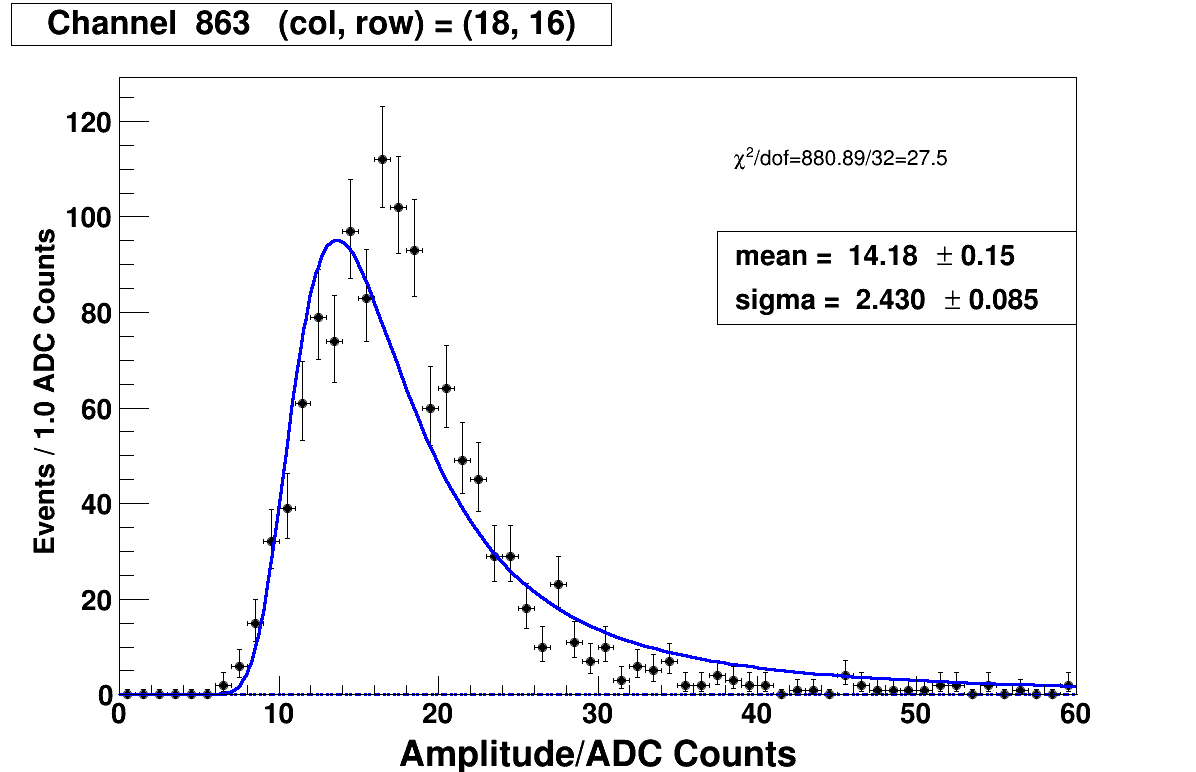 Channel  863   (col, row) = (18, 16)
χ²/dof=880.89/32=27.5
mean =  14.18  ± 0.15
sigma =  2.430  ± 0.085
Events / 1.0 ADC Counts
120
100
80
60
40
20
0
0 10 20 30 40 50 60
Amplitude/ADC Counts